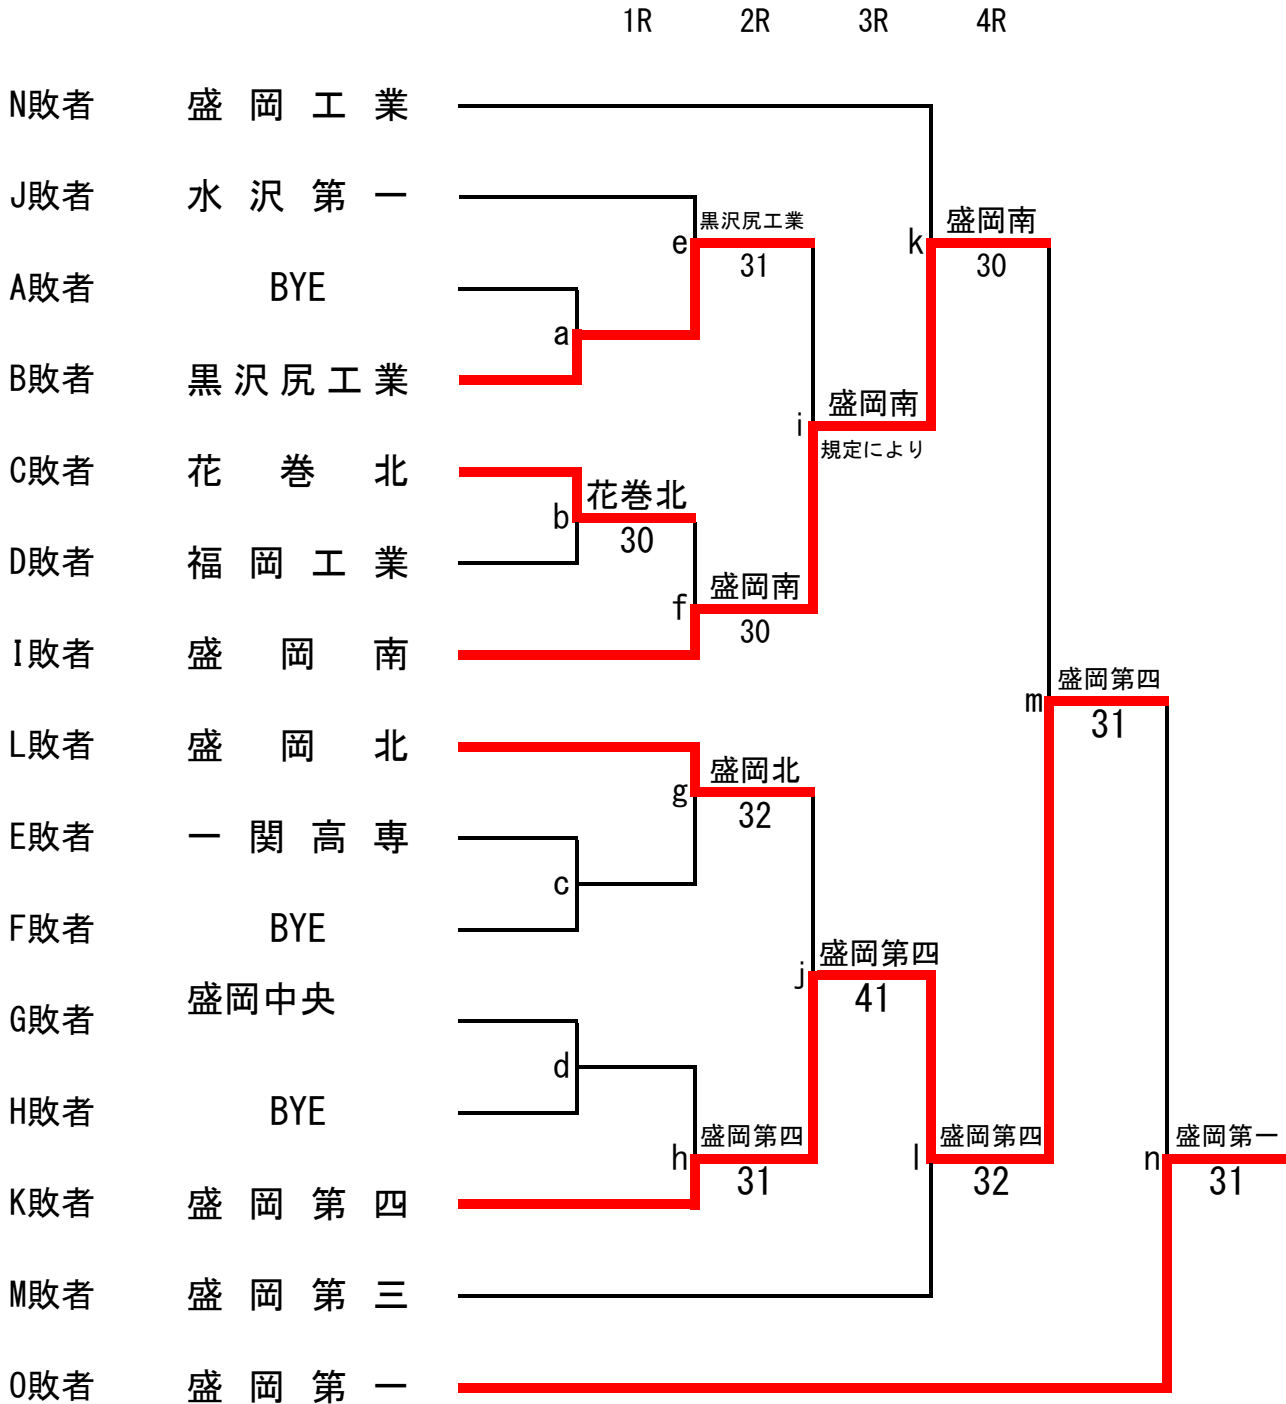 1R 2R 3R 4R
N敗者 盛岡工業
J敗者 水沢第一
黒沢尻工業
盛岡南
e
31
k
30
A敗者 BYE
a
B敗者 黒沢尻工業
盛岡南
i
規定により
C敗者 花巻北
花巻北
b
30
D敗者 福岡工業
盛岡南
f
30
I敗者 盛岡南
盛岡第四
m
31
L敗者 盛岡北
盛岡北
g
32
E敗者 一関高専
c
F敗者 BYE
盛岡第四
j
41
G敗者 盛岡中央
d
H敗者 BYE
盛岡第四
盛岡第四
盛岡第一
h
31
l
32
n
31
K敗者 盛岡第四
M敗者 盛岡第三
O敗者 盛岡第一